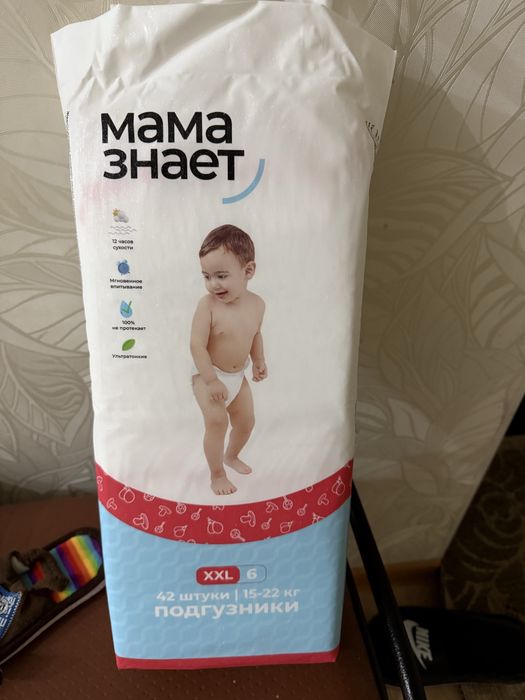 мама
знает
12 часов
сухости
Мгновенное
впитывание
100%
не протекает
Ультратонкие
XXL 6
42 штуки | 15-22 кг
подгузники
NIKE